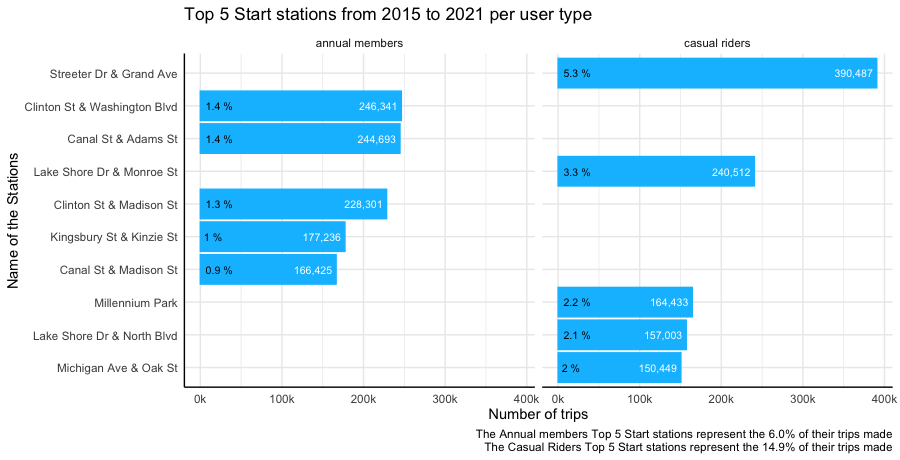 Top 5 Start stations from 2015 to 2021 per user type
annual members
casual riders
Name of the Stations
Streeter Dr & Grand Ave
5.3 %
390,487
Clinton St & Washington Blvd
1.4 %
246,341
Canal St & Adams St
1.4 %
244,693
Lake Shore Dr & Monroe St
3.3 %
240,512
Clinton St & Madison St
1.3 %
228,301
Kingsbury St & Kinzie St
1 %
177,236
Canal St & Madison St
0.9 %
166,425
Millennium Park
2.2 %
164,433
Lake Shore Dr & North Blvd
2.1 %
157,003
Michigan Ave & Oak St
2 %
150,449
0k 100k 200k 300k 400k
0k 100k 200k 300k 400k
Number of trips
The Annual members Top 5 Start stations represent the 6.0% of their trips made
The Casual Riders Top 5 Start stations represent the 14.9% of their trips made